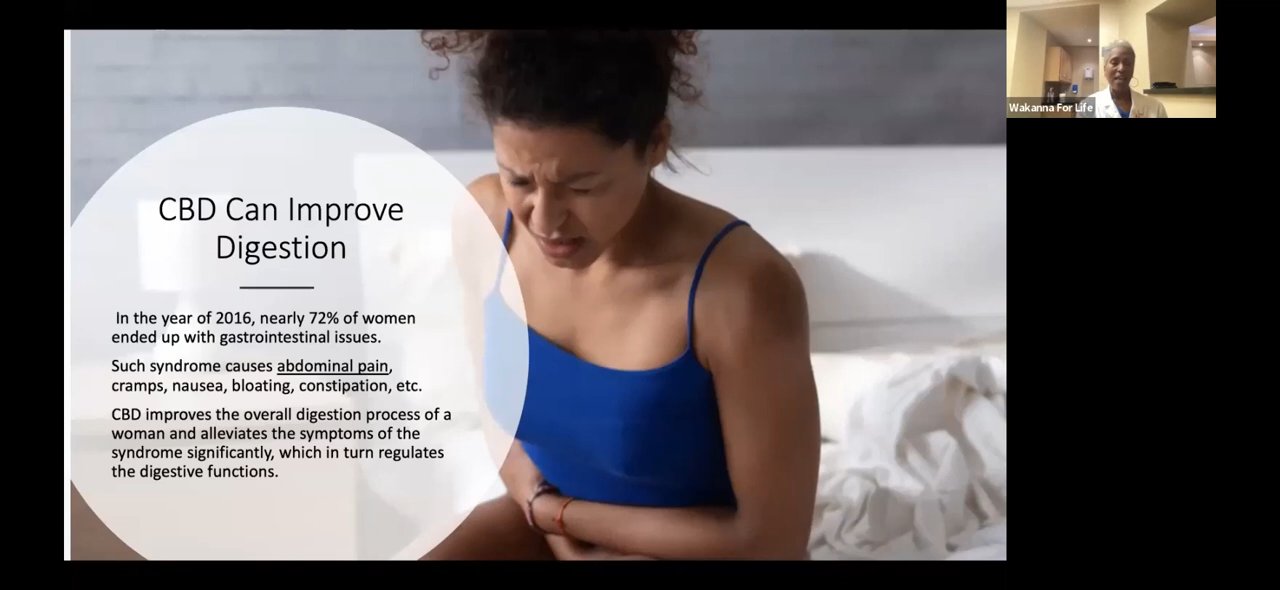 CBD Can Improve
Digestion
In the year of 2016, nearly 72% of women
ended up with gastrointestinal issues.
Such syndrome causes abdominal pain,
cramps, nausea, bloating, constipation, etc.
CBD improves the overall digestion process of a
woman and alleviates the symptoms of the
syndrome significantly, which in turn regulates
the digestive functions.
Wakanna For Life